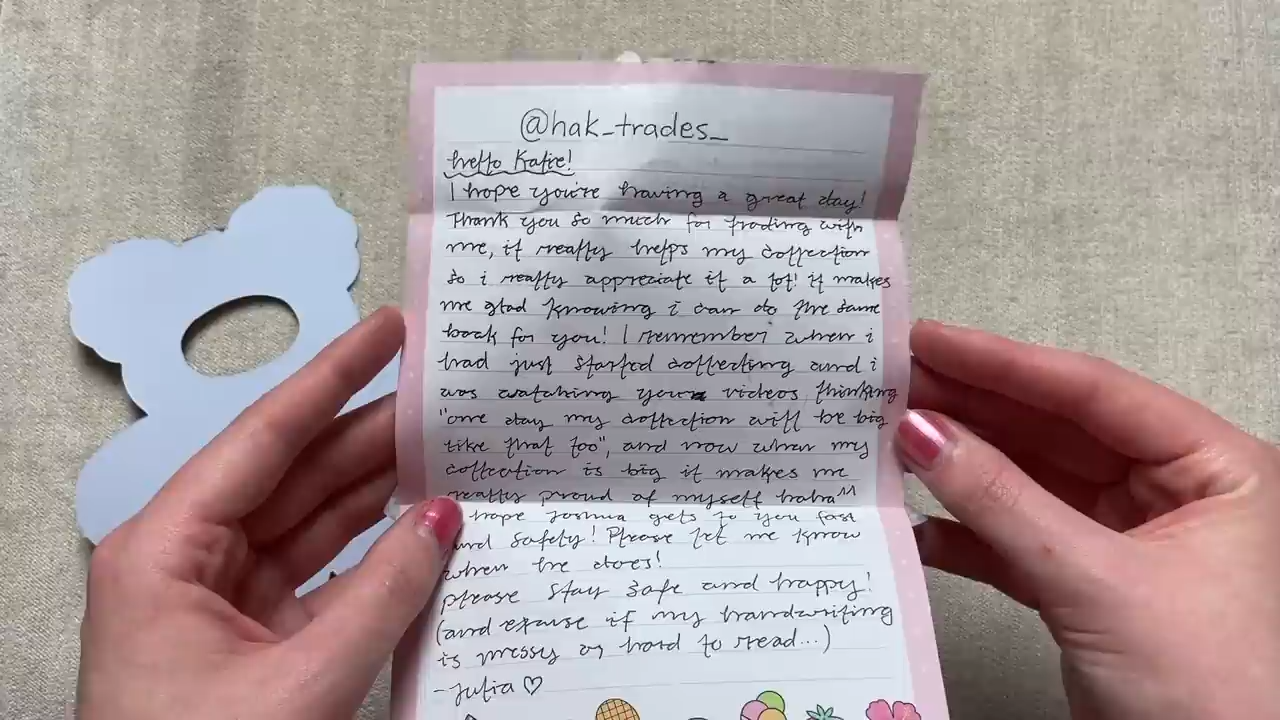 @hak_trades_
hello Katie!
I hope you're having a great day!
Thank you so much for trading with
me, it really helps my collection
so i really appreciate it a lot! it makes
me glad knowing i can do the same
back for you! I remember when i
had just started collecting and i
was watching your videos thinking
"one day my collection will be big
like that too", and now when my
collection is big it makes me
really proud of myself haha^^
hope Joshua gets to you fast
and safely! Please let me know
when he does!
please stay safe and happy!
(and excuse if my handwriting
is messy or hard to read...)
-Julia ♡